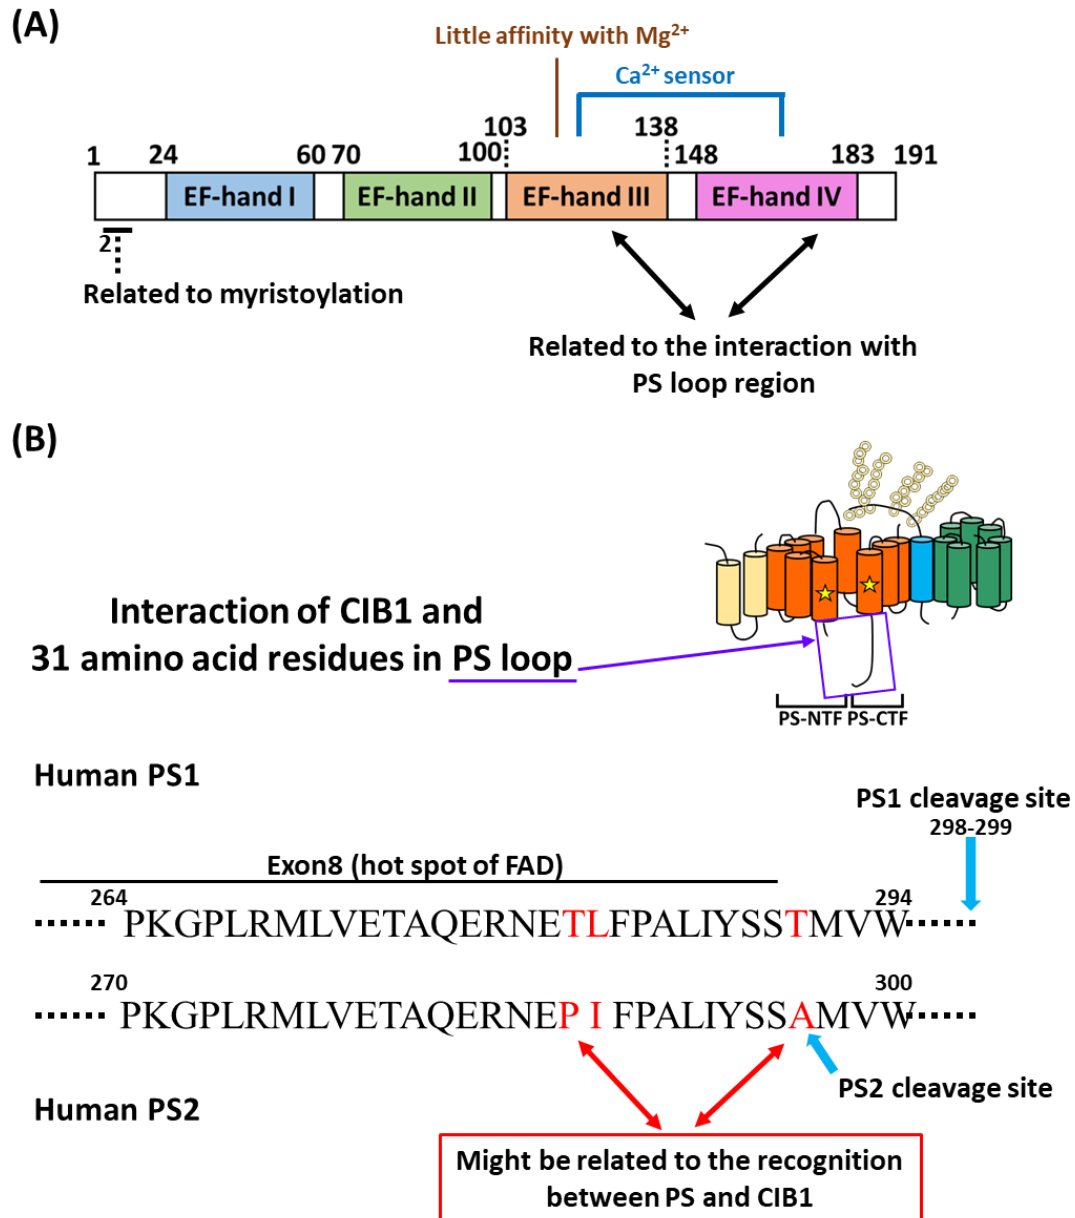 (A)
Little affinity with Mg2+
Ca2+ sensor
103 138
1 24 60 70 100 148 183 191
EF-hand I EF-hand II EF-hand III EF-hand IV
2
Related to myristoylation
Related to the interaction with
PS loop region
(B)
Interaction of CIB1 and
31 amino acid residues in PS loop
PS-NTF PS-CTF
Human PS1
PS1 cleavage site
298-299
Exon8 (hot spot of FAD)
264 294
PKGPLRMLVETAQERNETLFPALIYSSTMVW
270 300
PKGPLRMLVETAQERNEP I FPALIYSSAMVW
PS2 cleavage site
Human PS2
Might be related to the recognition
between PS and CIB1